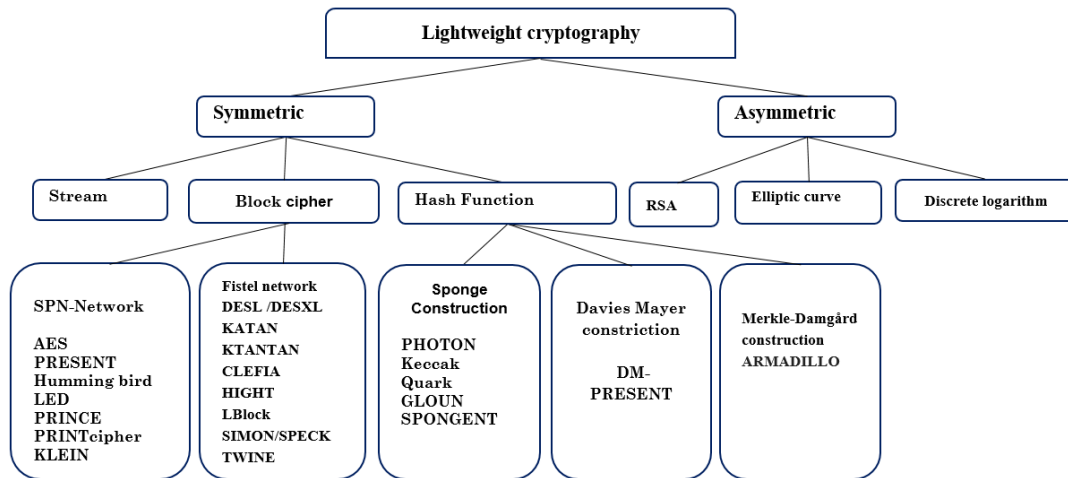 Lightweight cryptography
Symmetric
Asymmetric
Stream
Block cipher
Hash Function
RSA
Elliptic curve
Discrete logarithm
SPN-Network
AES
PRESENT
Humming bird
LED
PRINCE
PRINTcipher
KLEIN
Fistel network
DESL /DESXL
KATAN
KTANTAN
CLEFIA
HIGHT
LBlock
SIMON/SPECK
TWINE
Sponge
Construction
PHOTON
Keccak
Quark
GLOUN
SPONGENT
Davies Mayer
constriction
DM-
PRESENT
Merkle-Damgård
construction
ARMADILLO